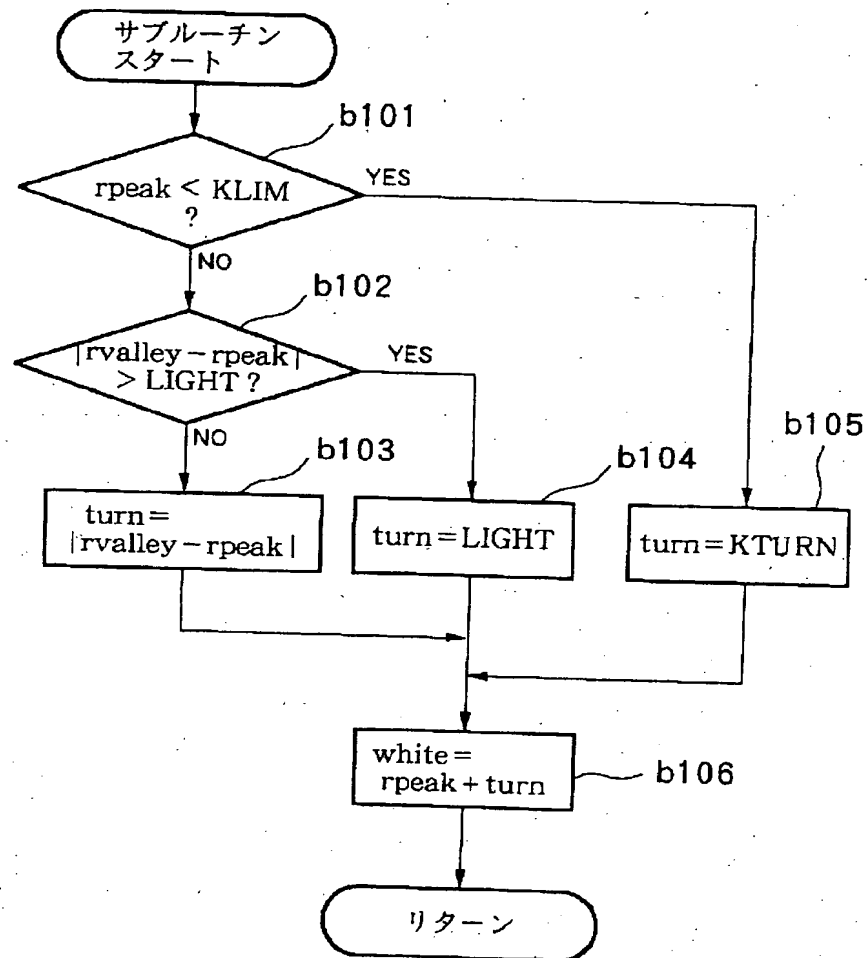 サブルーチン
スタート
b101
rpeak < KLIM
?
YES
NO
b102
|rvalley－rpeak|
> LIGHT ?
YES
NO
b103
turn=
|rvalley－rpeak|
b104
turn=LIGHT
b105
turn=KTURN
white=
rpeak + turn
b106
リターン